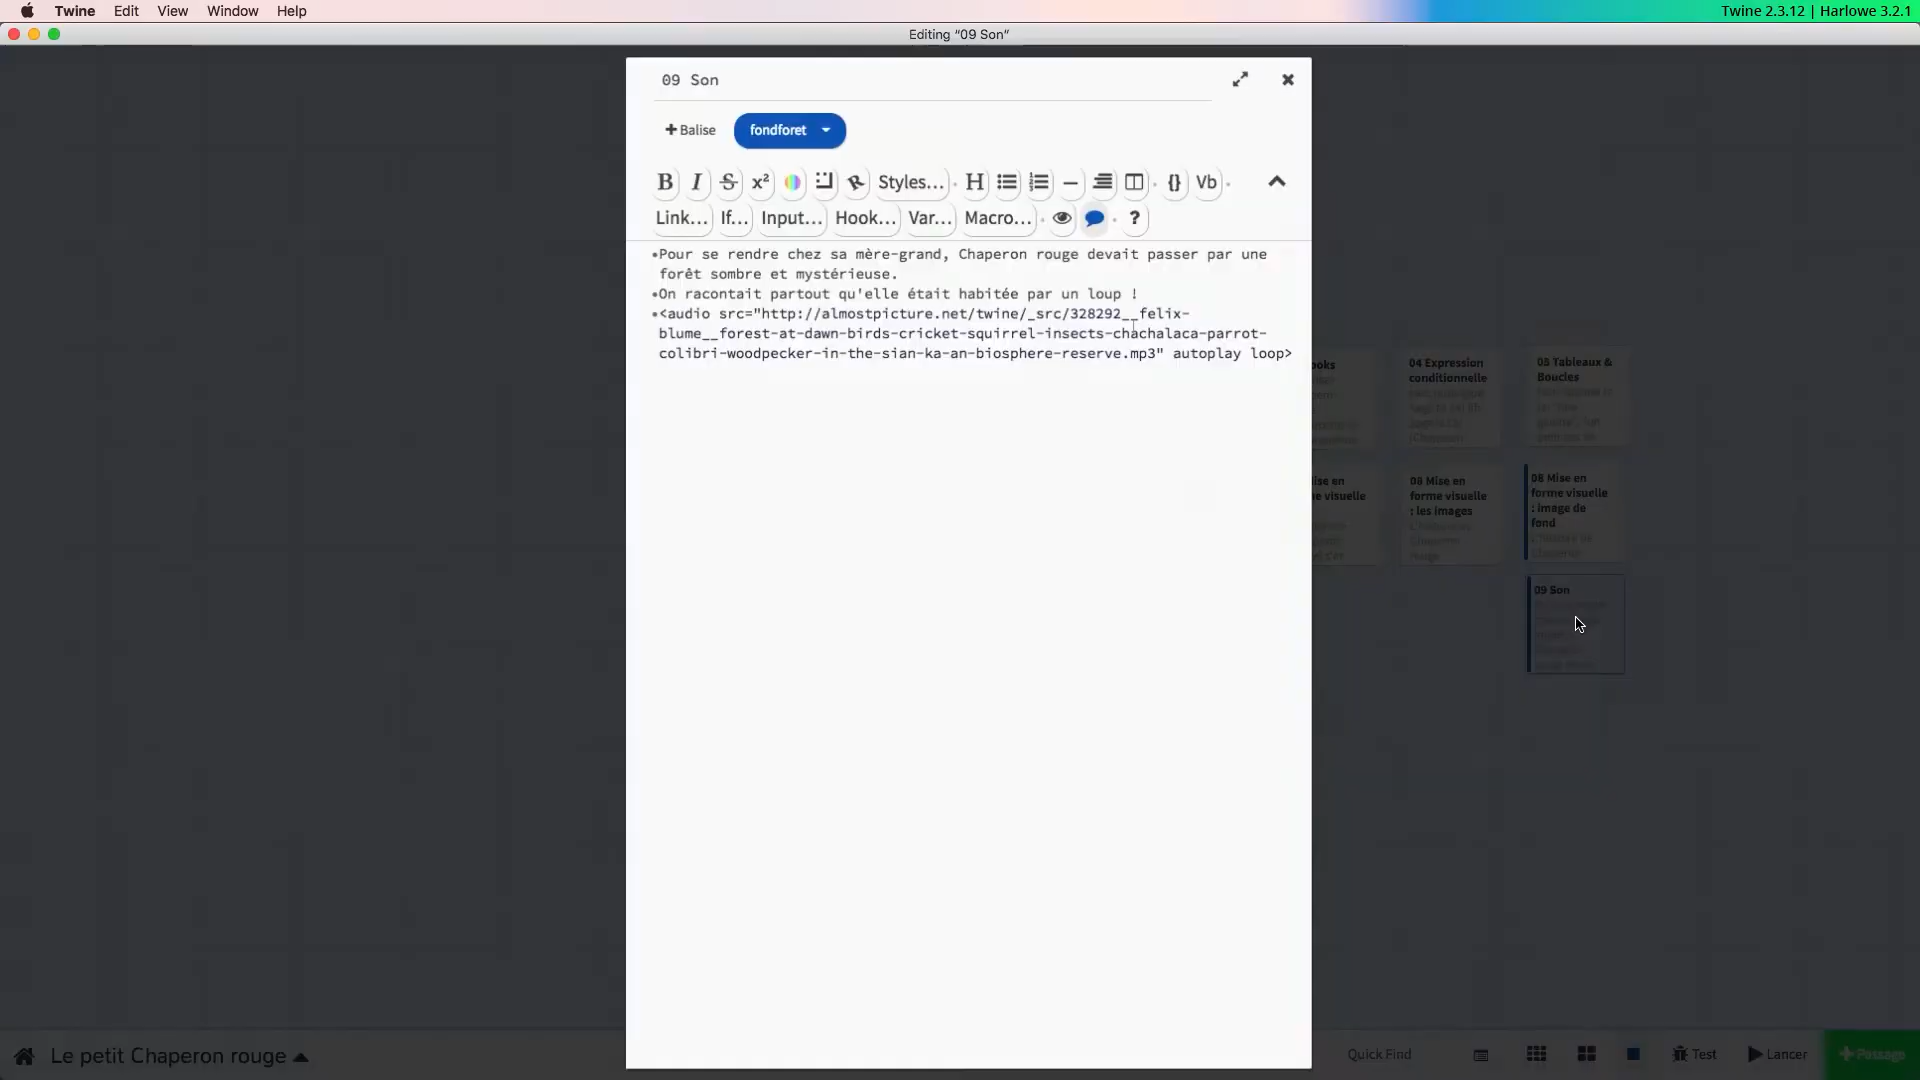 Twine Edit View Window Help
Twine 2.3.12 | Harlowe 3.2.1
Editing “09 Son”
09 Son
+Balise
fondforet
B I S x² Styles... H {} Vb
Link... If... Input... Hook... Var... Macro... ?
•Pour se rendre chez sa mère-grand, Chaperon rouge devait passer par une
forêt sombre et mystérieuse.
•On racontait partout qu'elle était habitée par un loup !
•<audio src="http://almostpicture.net/twine/_src/328292__felix-
blume__forest-at-dawn-birds-cricket-squirrel-insects-chachalaca-parrot-
colibri-woodpecker-in-the-sian-ka-an-biosphere-reserve.mp3" autoplay loop>
04 Expression
conditionnelle
05 Tableaux &
Boucles
08 Mise en
forme visuelle
: les images
08 Mise en
forme visuelle
: image de
fond
09 Son
Le petit Chaperon rouge
Quick Find
Test
Lancer
+Passage